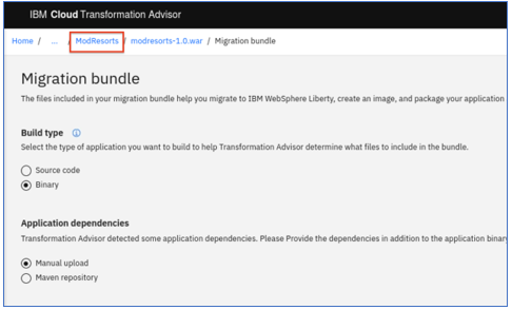 IBM Cloud Transformation Advisor
Home / ... / ModResorts / modresorts-1.0.war / Migration bundle
Migration bundle
The files included in your migration bundle help you migrate to IBM WebSphere Liberty, create an image, and package your application
Build type
Select the type of application you want to build to help Transformation Advisor determine what files to include in the bundle.
Source code
Binary
Application dependencies
Transformation Advisor detected some application dependencies. Please Provide the dependencies in addition to the application binary
Manual upload
Maven repository